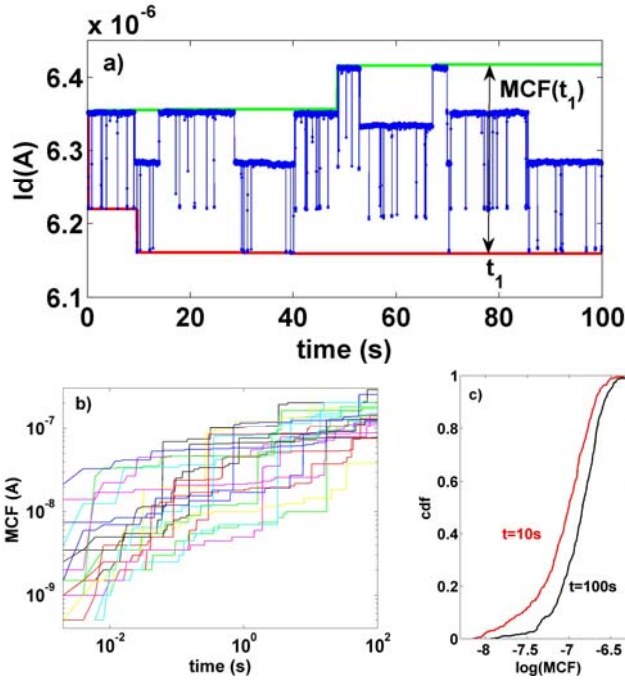 x 10⁻⁶
a)
6.4
6.3
6.2
6.1
Id(A)
MCF(t₁)
t₁
0 20 40 60 80 100
time (s)
b)
10⁻⁷
10⁻⁸
10⁻⁹
MCF (A)
10⁻² 10⁰ 10²
time (s)
c)
1
0.8
0.6
0.4
0.2
0
cdf
t=10s
t=100s
-8 -7.5 -7 -6.5
log(MCF)